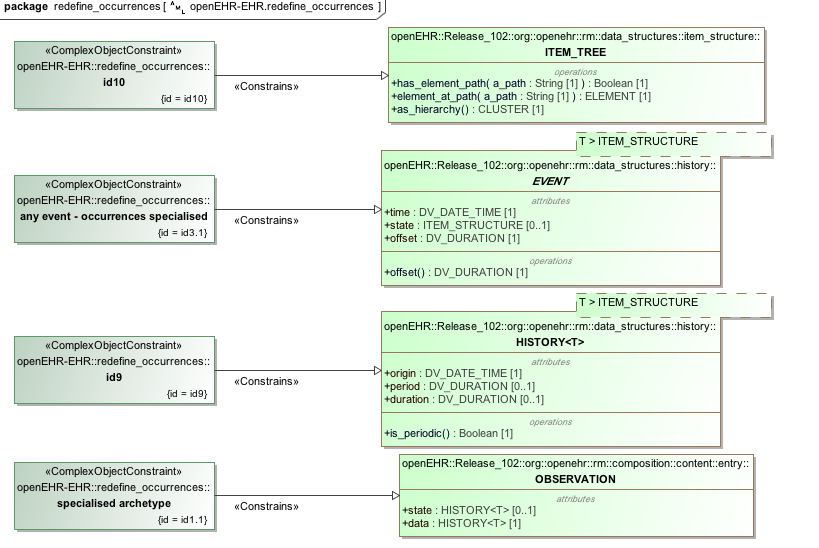 package redefine_occurrences [ AML openEHR-EHR.redefine_occurrences ]
«ComplexObjectConstraint»
openEHR-EHR::redefine_occurrences::
id10
{id = id10}
«Constrains»
openEHR::Release_102::org::openehr::rm::data_structures::item_structure::
ITEM_TREE
operations
+has_element_path( a_path : String [1] ) : Boolean [1]
+element_at_path( a_path : String [1] ) : ELEMENT [1]
+as_hierarchy() : CLUSTER [1]
«ComplexObjectConstraint»
openEHR-EHR::redefine_occurrences::
any event - occurrences specialised
{id = id3.1}
«Constrains»
T > ITEM_STRUCTURE
openEHR::Release_102::org::openehr::rm::data_structures::history::
EVENT
attributes
+time : DV_DATE_TIME [1]
+state : ITEM_STRUCTURE [0..1]
+offset : DV_DURATION [1]
operations
+offset() : DV_DURATION [1]
«ComplexObjectConstraint»
openEHR-EHR::redefine_occurrences::
id9
{id = id9}
«Constrains»
T > ITEM_STRUCTURE
openEHR::Release_102::org::openehr::rm::data_structures::history::
HISTORY<T>
attributes
+origin : DV_DATE_TIME [1]
+period : DV_DURATION [0..1]
+duration : DV_DURATION [0..1]
operations
+is_periodic() : Boolean [1]
«ComplexObjectConstraint»
openEHR-EHR::redefine_occurrences::
specialised archetype
{id = id1.1}
«Constrains»
openEHR::Release_102::org::openehr::rm::composition::content::entry::
OBSERVATION
attributes
+state : HISTORY<T> [0..1]
+data : HISTORY<T> [1]